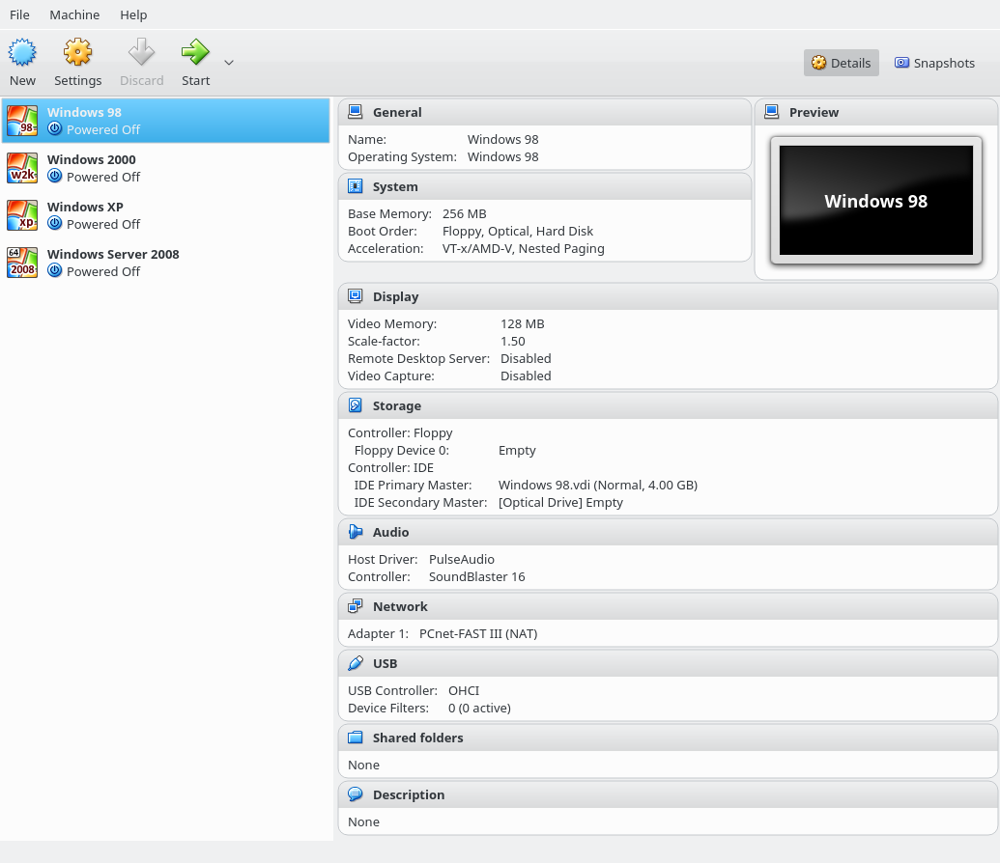 File Machine Help
New Settings Discard Start
Details Snapshots
98 Windows 98
Powered Off
w2k Windows 2000
Powered Off
xp Windows XP
Powered Off
64 2008 Windows Server 2008
Powered Off
General
Name: Windows 98
Operating System: Windows 98
System
Base Memory: 256 MB
Boot Order: Floppy, Optical, Hard Disk
Acceleration: VT-x/AMD-V, Nested Paging
Preview
Windows 98
Display
Video Memory: 128 MB
Scale-factor: 1.50
Remote Desktop Server: Disabled
Video Capture: Disabled
Storage
Controller: Floppy
Floppy Device 0: Empty
Controller: IDE
IDE Primary Master: Windows 98.vdi (Normal, 4.00 GB)
IDE Secondary Master: [Optical Drive] Empty
Audio
Host Driver: PulseAudio
Controller: SoundBlaster 16
Network
Adapter 1: PCnet-FAST III (NAT)
USB
USB Controller: OHCI
Device Filters: 0 (0 active)
Shared folders
None
Description
None